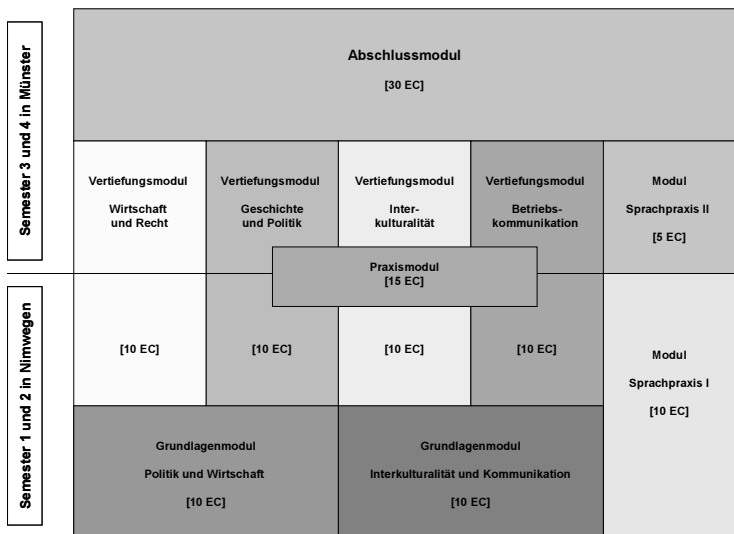 Semester 3 und 4 in Münster
Abschlussmodul
[30 EC]
Vertiefungsmodul
Wirtschaft
und Recht
Vertiefungsmodul
Geschichte
und Politik
Vertiefungsmodul
Inter-
kulturalität
Vertiefungsmodul
Betriebs-
kommunikation
Modul
Sprachpraxis II
[5 EC]
Praxismodul
[15 EC]
Semester 1 und 2 in Nimwegen
[10 EC]
[10 EC]
[10 EC]
[10 EC]
Modul
Sprachpraxis I
[10 EC]
Grundlagenmodul
Politik und Wirtschaft
[10 EC]
Grundlagenmodul
Interkulturalität und Kommunikation
[10 EC]